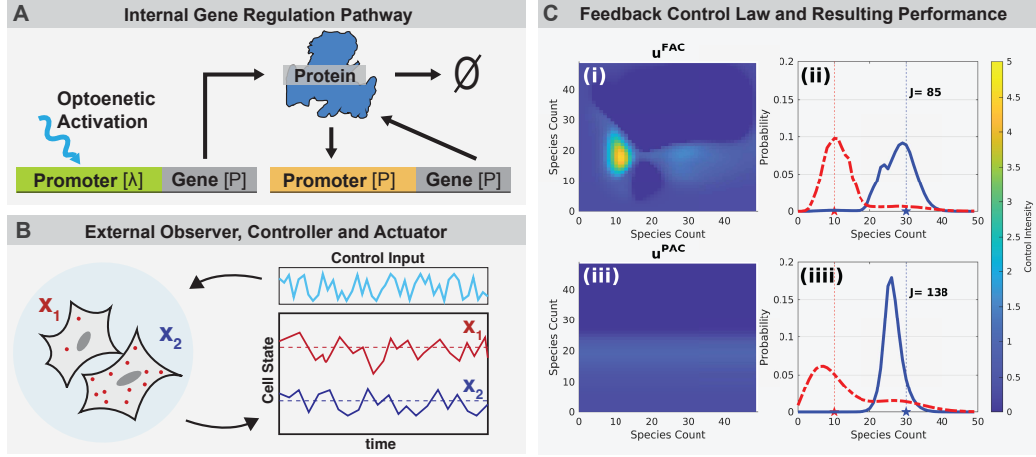 A Internal Gene Regulation Pathway
Protein
∅
Optoenetic
Activation
Promoter [λ] Gene [P] Promoter [P] Gene [P]
B External Observer, Controller and Actuator
Control Input
X1
X2
Cell State
X1
X2
time
C Feedback Control Law and Resulting Performance
uFAC
(i)
Species Count
40
30
20
10
0
0 10 20 30 40
Species Count
(ii)
J= 85
Probability
0.2
0.15
0.1
0.05
0
0 10 20 30 40 50
Species Count
uPAC
(iii)
Species Count
40
30
20
10
0
0 10 20 30 40
Species Count
(iiii)
J= 138
Probability
0.2
0.15
0.1
0.05
0
0 10 20 30 40 50
Species Count
5
4.5
4
3.5
3
2.5
2
1.5
1
0.5
0
Control Intensity